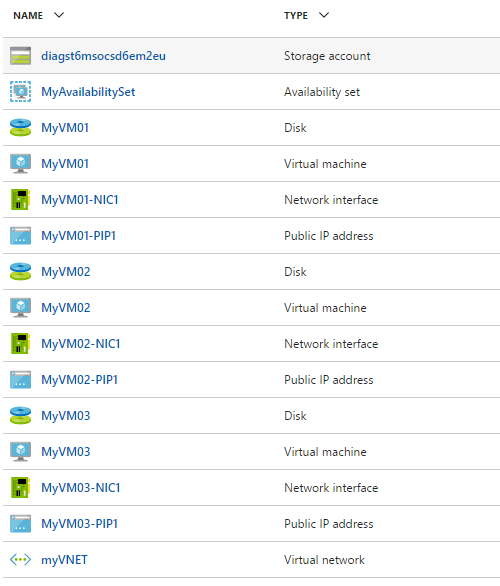 NAME TYPE
diagst6msocsd6em2eu Storage account
MyAvailabilitySet Availability set
MyVM01 Disk
MyVM01 Virtual machine
MyVM01-NIC1 Network interface
MyVM01-PIP1 Public IP address
MyVM02 Disk
MyVM02 Virtual machine
MyVM02-NIC1 Network interface
MyVM02-PIP1 Public IP address
MyVM03 Disk
MyVM03 Virtual machine
MyVM03-NIC1 Network interface
MyVM03-PIP1 Public IP address
myVNET Virtual network